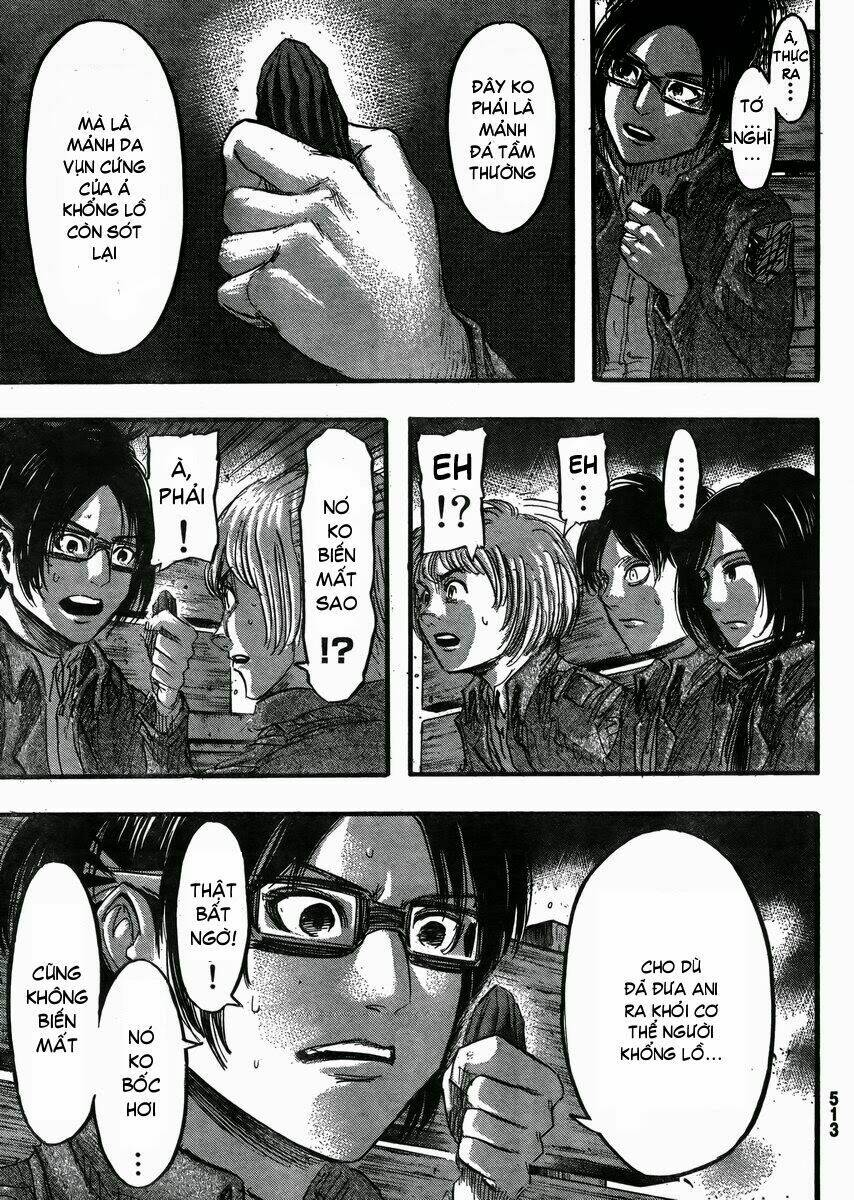 À,
THỰC
RA...
TỚ
...
NGHĨ
...
ĐÂY KO
PHẢI LÀ
MẢNH
ĐÁ TẦM
THƯỜNG
MÀ LÀ
MẢNH DA
VỤN CỨNG
CỦA Ả
KHỔNG LỒ
CÒN SÓT
LẠI
......
EH
...
EH
!?
NÓ
KO
BIẾN
MẤT
SAO
!?
À,
PHẢI
!
CHO DÙ
ĐÃ ĐƯA ANI
RA KHỎI CƠ
THỂ NGƯỜI
KHỔNG LỒ...
THẬT
BẤT
NGỜ!
!
NÓ
KO
BỐC
HƠI
...
CŨNG
KHÔNG
BIẾN
MẤT
513